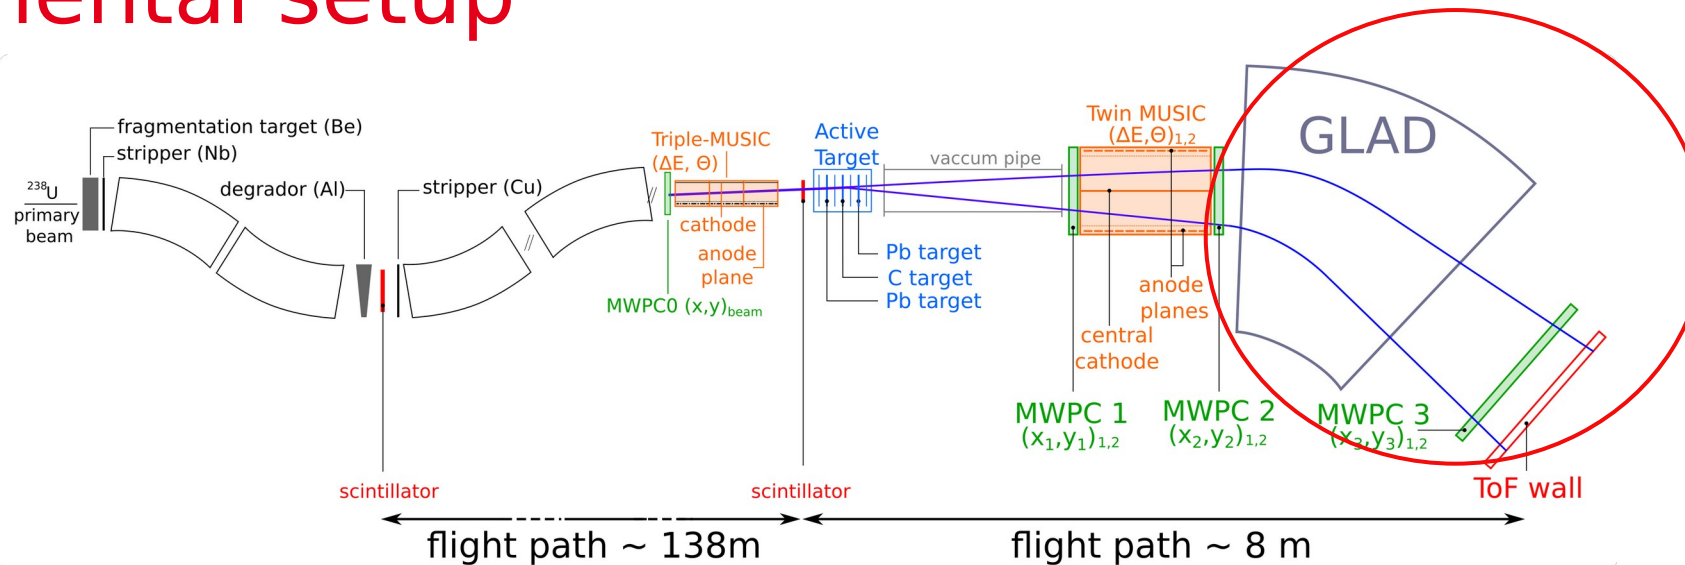 ental setup
fragmentation target (Be)
stripper (Nb)
²³⁸U
primary
beam
degrador (Al)
stripper (Cu)
Triple-MUSIC
(ΔE, Θ)
cathode
anode
plane
MWPC0 (x,y)beam
Active
Target
Pb target
C target
Pb target
vaccum pipe
Twin MUSIC
(ΔE,Θ)1,2
anode
planes
central
cathode
GLAD
MWPC 1
(x₁,y₁)1,2
MWPC 2
(x₂,y₂)1,2
MWPC 3
(x₃,y₃)1,2
ToF wall
scintillator
scintillator
flight path ~ 138m
flight path ~ 8 m